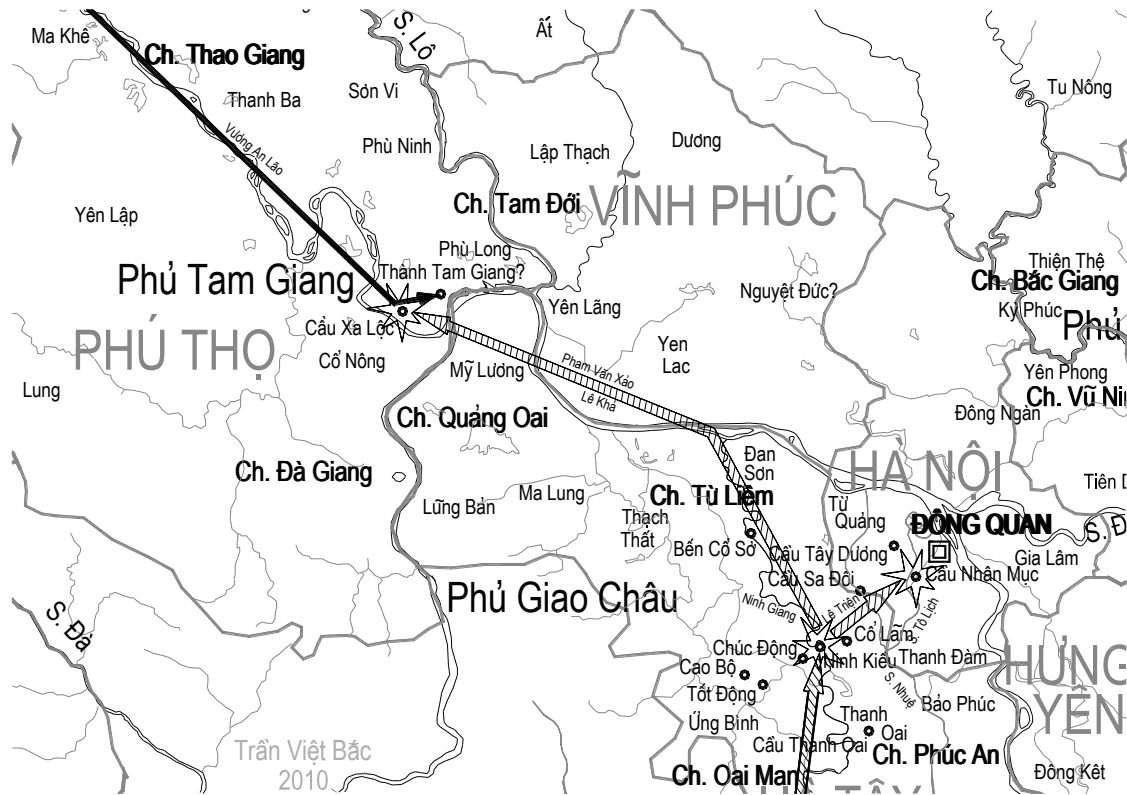 S. Lô
Ất
Ma Khê
Ch. Thao Giang
Thanh Ba
Sơn Vi
Tu Nông
Vương An Lão
Phù Ninh
Lập Thạch
Dương
Yên Lập
Ch. Tam Đới
VĨNH PHÚC
Phù Long
Thành Tam Giang?
Phủ Tam Giang
Thiện Thệ
Ch. Bắc Giang
Nguyệt Đức?
Yên Lãng
Kỳ Phúc
Phủ
Cầu Xa Lộc
PHÚ THỌ
Cổ Nông
Mỹ Lương
Phạm Văn Xảo
Lê Khả
Yen
Lac
Yên Phong
Lung
Ch. Vũ Ni
Ch. Quảng Oai
Đông Ngàn
Đan
Sơn
HÀ NỘI
Ch. Đà Giang
Ma Lung
Lững Bản
Ch. Từ Liêm
Tiên D
Từ
Quảng
Thạch
Thất
ĐÔNG QUAN
S. Đ
Bến Cổ Sở
Cầu Tây Dương
Gia Lâm
Cầu Sa Đôi
Cầu Nhân Mục
Phủ Giao Châu
Ninh Giang
Lê Triện
S. Tô Lịch
S. Đà
Cổ Lãm
Chúc Động
Ninh Kiều
Thanh Đàm
Cao Bộ
HƯNG
YÊN
Tốt Động
S. Nhuệ
Bảo Phúc
Ứng Bình
Thanh
Oai
Cầu Thanh Oai
Trần Việt Bắc
2010
Ch. Phúc An
Ch. Oai Man
Đông Kêt
HÀ TÂY